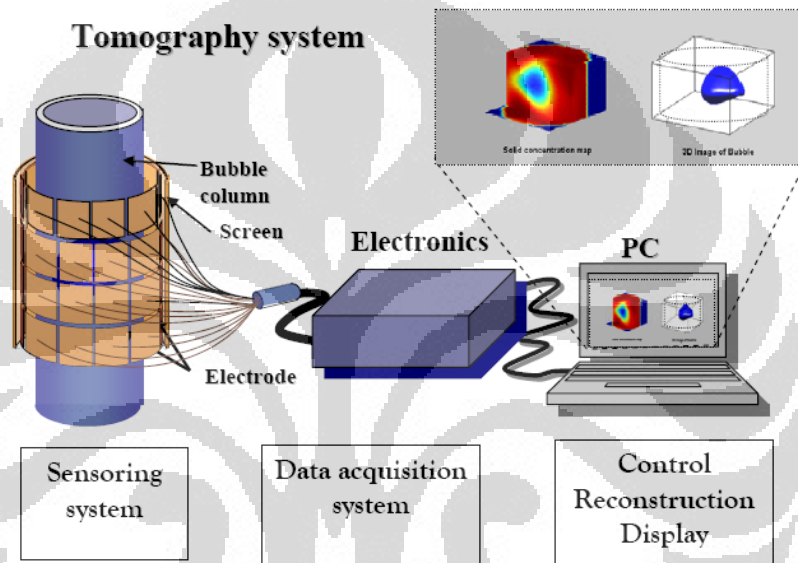 Tomography system
Solid concentration map
3D Image of Bubble
Bubble
column
Screen
Electronics
PC
Electrode
Sensoring
system
Data acquisition
system
Control
Reconstruction
Display